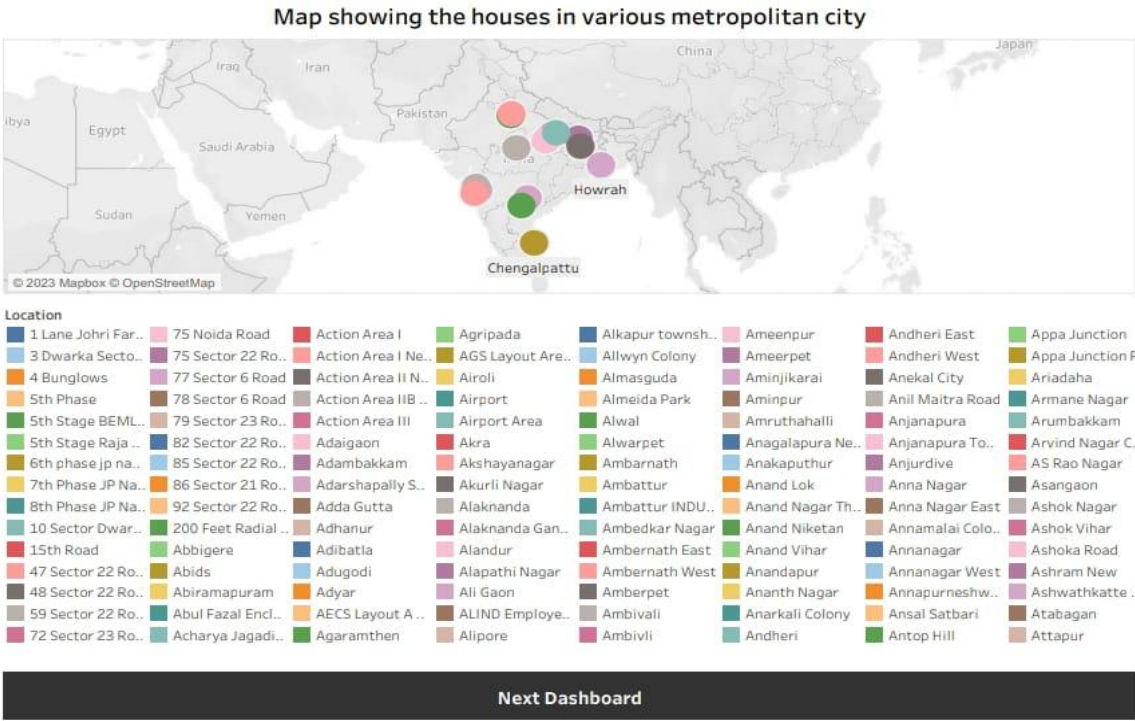 Map showing the houses in various metropolitan city
China
Japan
Iraq
Iran
Pakistan
ibya
Egypt
Saudi Arabia
Howrah
Sudan
Yemen
Chengalpattu
© 2023 Mapbox © OpenStreetMap
Location
1 Lane Johri Far.. 75 Noida Road Action Area I Agripada Alkapur townsh.. Ameenpur Andheri East Appa Junction
3 Dwarka Secto.. 75 Sector 22 Ro.. Action Area I Ne.. AGS Layout Are.. Allwyn Colony Ameerpet Andheri West Appa Junction P
4 Bunglows 77 Sector 6 Road Action Area II N.. Airoli Almasguda Aminjikarai Anekal City Ariadaha
5th Phase 78 Sector 6 Road Action Area IIB .. Airport Almeida Park Aminpur Anil Maitra Road Armane Nagar
5th Stage BEML.. 79 Sector 23 Ro.. Action Area III Airport Area Alwal Amruthahalli Anjanapura Arumbakkam
5th Stage Raja .. 82 Sector 22 Ro.. Adaigaon Akra Alwarpet Anagalapura Ne.. Anjanapura To.. Arvind Nagar C.
6th phase jp na.. 85 Sector 22 Ro.. Adambakkam Akshayanagar Ambarnath Anakaputhur Anjurdive AS Rao Nagar
7th Phase JP Na.. 86 Sector 21 Ro.. Adarshapally S.. Akurli Nagar Ambattur Anand Lok Anna Nagar Asangaon
8th Phase JP Na.. 92 Sector 22 Ro.. Adda Gutta Alaknanda Ambattur INDU.. Anand Nagar Th.. Anna Nagar East Ashok Nagar
10 Sector Dwar.. 200 Feet Radial .. Adhanur Alaknanda Gan.. Ambedkar Nagar Anand Niketan Annamalai Colo.. Ashok Vihar
15th Road Abbigere Adibatla Alandur Ambernath East Anand Vihar Annanagar Ashoka Road
47 Sector 22 Ro.. Abids Adugodi Alapathi Nagar Ambernath West Anandapur Annanagar West Ashram New
48 Sector 22 Ro.. Abiramapuram Adyar Ali Gaon Amberpet Ananth Nagar Annapurneshw.. Ashwathkatte .
59 Sector 22 Ro.. Abul Fazal Encl.. AECS Layout A .. ALIND Employe.. Ambivali Anarkali Colony Ansal Satbari Atabagan
72 Sector 23 Ro.. Acharya Jagadi.. Agaramthen Alipore Ambivli Andheri Antop Hill Attapur
Next Dashboard